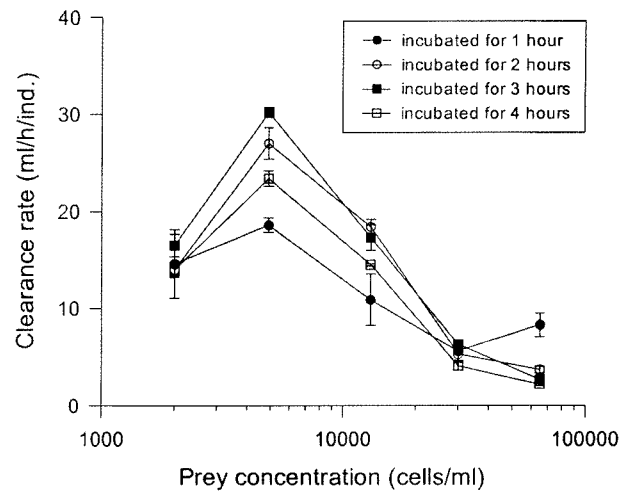 40
30
20
10
0
Clearance rate (ml/h/ind.)
incubated for 1 hour
incubated for 2 hours
incubated for 3 hours
incubated for 4 hours
1000
10000
100000
Prey concentration (cells/ml)